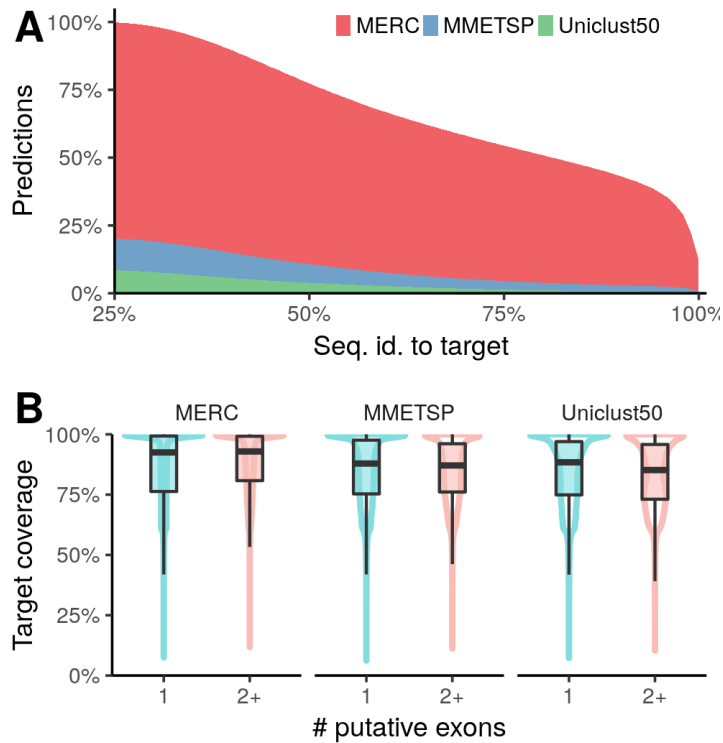 A
MERC MMETSP Uniclust50
100%
75%
50%
25%
0%
Predictions
25% 50% 75% 100%
Seq. id. to target
B
MERC MMETSP Uniclust50
100%
75%
50%
25%
0%
Target coverage
1 2+ 1 2+ 1 2+
# putative exons